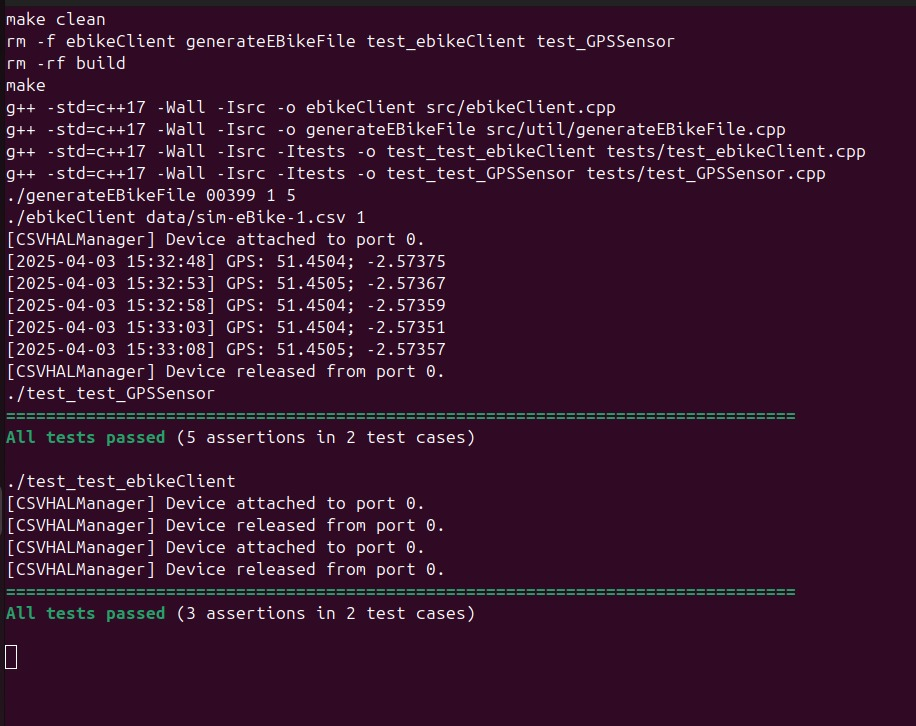 make clean
rm -f ebikeClient generateEBikeFile test_ebikeClient test_GPSSensor
rm -rf build
make
g++ -std=c++17 -Wall -Isrc -o ebikeClient src/ebikeClient.cpp
g++ -std=c++17 -Wall -Isrc -o generateEBikeFile src/util/generateEBikeFile.cpp
g++ -std=c++17 -Wall -Isrc -Itests -o test_test_ebikeClient tests/test_ebikeClient.cpp
g++ -std=c++17 -Wall -Isrc -Itests -o test_test_GPSSensor tests/test_GPSSensor.cpp
./generateEBikeFile 00399 1 5
./ebikeClient data/sim-eBike-1.csv 1
[CSVHALManager] Device attached to port 0.
[2025-04-03 15:32:48] GPS: 51.4504; -2.57375
[2025-04-03 15:32:53] GPS: 51.4505; -2.57367
[2025-04-03 15:32:58] GPS: 51.4504; -2.57359
[2025-04-03 15:33:03] GPS: 51.4504; -2.57351
[2025-04-03 15:33:08] GPS: 51.4505; -2.57357
[CSVHALManager] Device released from port 0.
./test_test_GPSSensor
===============================================================================
All tests passed (5 assertions in 2 test cases)
./test_test_ebikeClient
[CSVHALManager] Device attached to port 0.
[CSVHALManager] Device released from port 0.
[CSVHALManager] Device attached to port 0.
[CSVHALManager] Device released from port 0.
===============================================================================
All tests passed (3 assertions in 2 test cases)